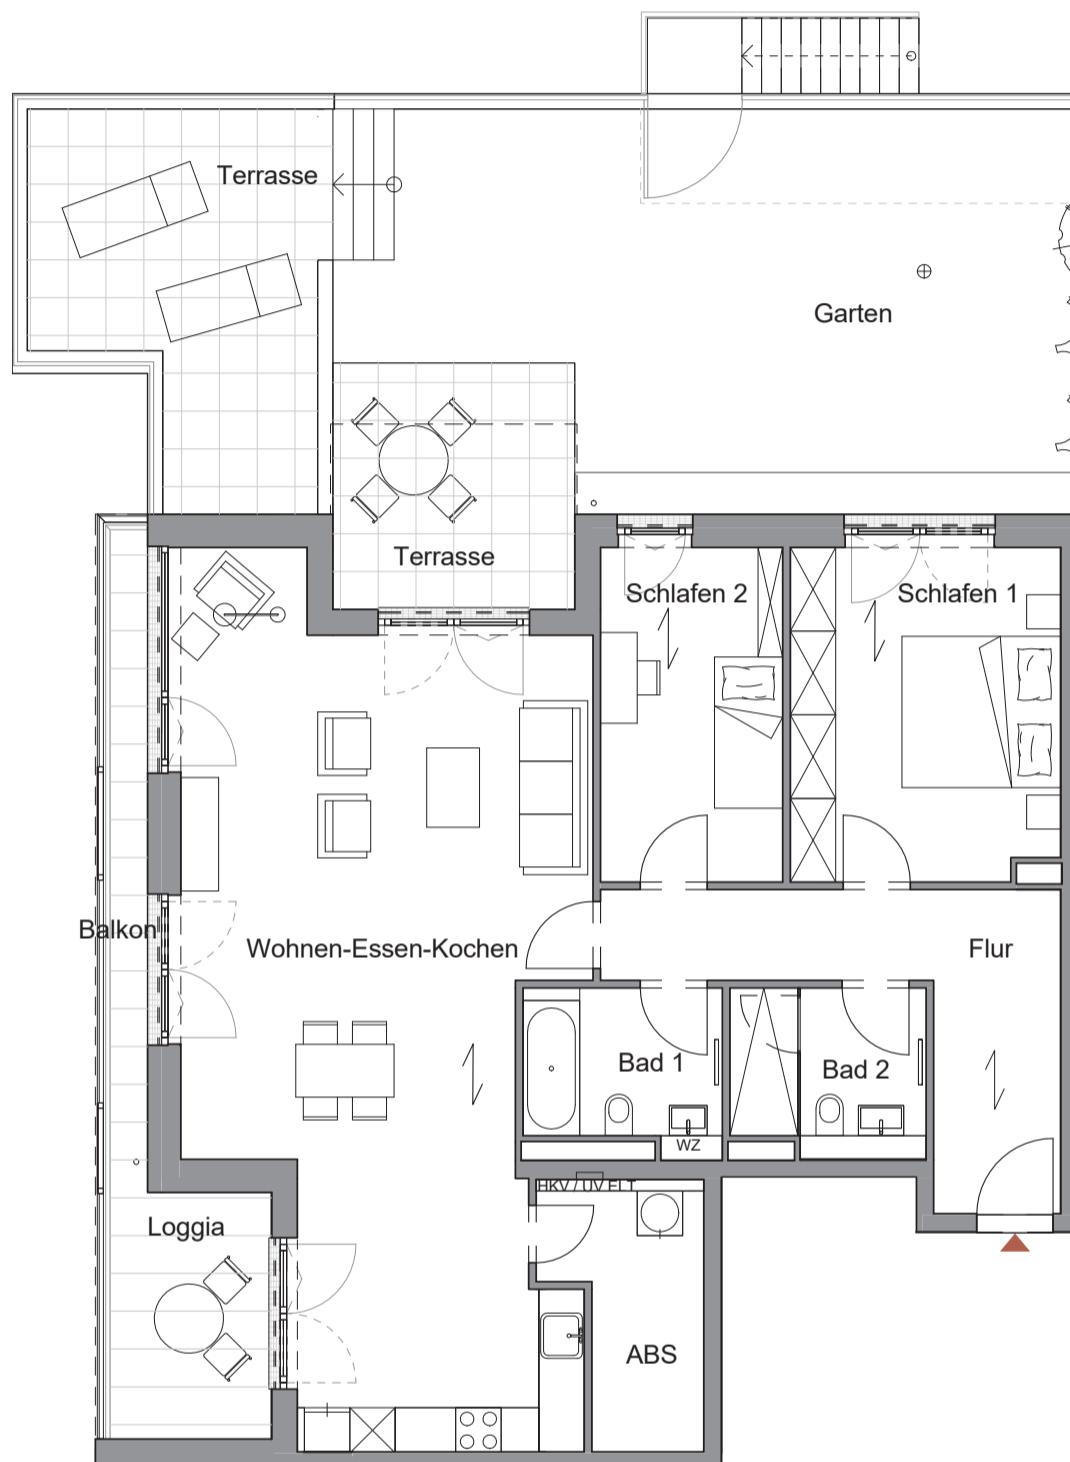 Terrasse
Garten
Terrasse
Schlafen 2
Schlafen 1
Balkon
Wohnen-Essen-Kochen
Flur
Bad 1
Bad 2
WZ
HKV / UV ELT
Loggia
ABS